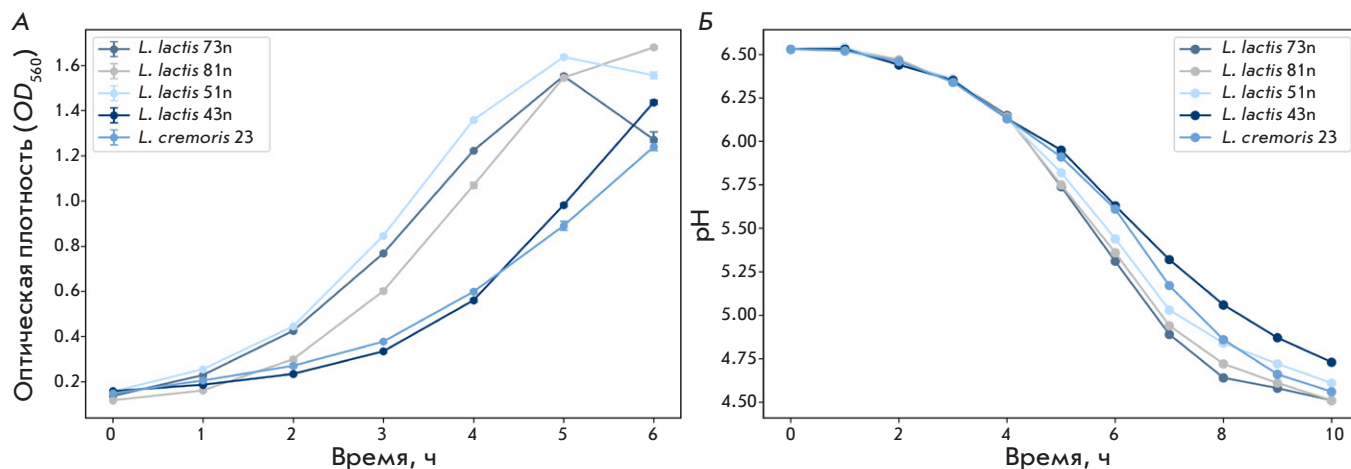 А
Оптическая плотность (OD560)
1.6
1.4
1.2
1.0
0.8
0.6
0.4
0.2
0
1
2
3
4
5
6
Время, ч
L. lactis 73n
L. lactis 81n
L. lactis 51n
L. lactis 43n
L. cremoris 23
Б
pH
6.50
6.25
6.00
5.75
5.50
5.25
5.00
4.75
4.50
0
2
4
6
8
10
Время, ч
L. lactis 73n
L. lactis 81n
L. lactis 51n
L. lactis 43n
L. cremoris 23